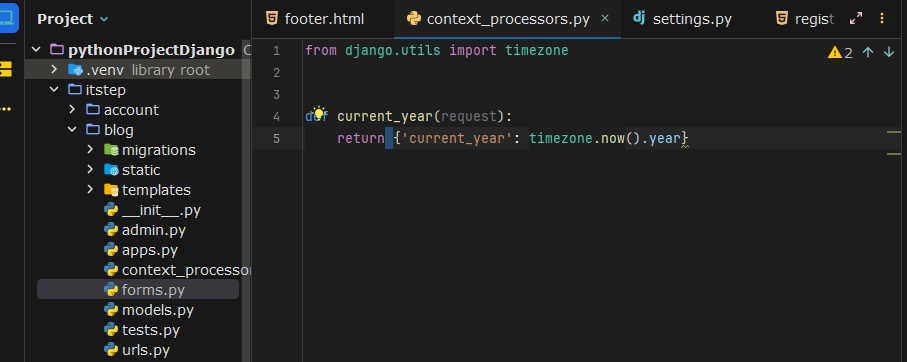 Project
footer.html
context_processors.py
settings.py
regist
pythonProjectDjango
.venv library root
itstep
account
blog
migrations
static
templates
__init__.py
admin.py
apps.py
context_processor
forms.py
models.py
tests.py
urls.py
1 from django.utils import timezone
2
3
4 def current_year(request):
5 return {'current_year': timezone.now().year}
2